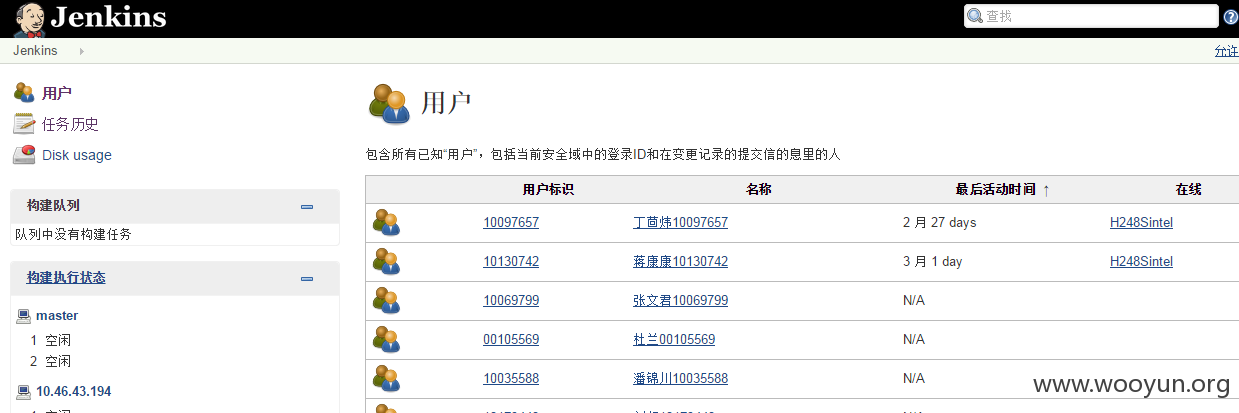 Jenkins
查找
Jenkins
允许
用户
任务历史
Disk usage
构建队列
队列中没有构建任务
构建执行状态
master
1 空闲
2 空闲
10.46.43.194
用户
包含所有已知“用户”，包括当前安全域中的登录ID和在变更记录的提交信的息里的人
用户标识 名称 最后活动时间 ↑ 在线
10097657 丁茴炜10097657 2 月 27 days H248Sintel
10130742 蒋康康10130742 3 月 1 day H248Sintel
10069799 张文君10069799 N/A
00105569 杜兰00105569 N/A
10035588 潘锦川10035588 N/A
www.wooyun.org